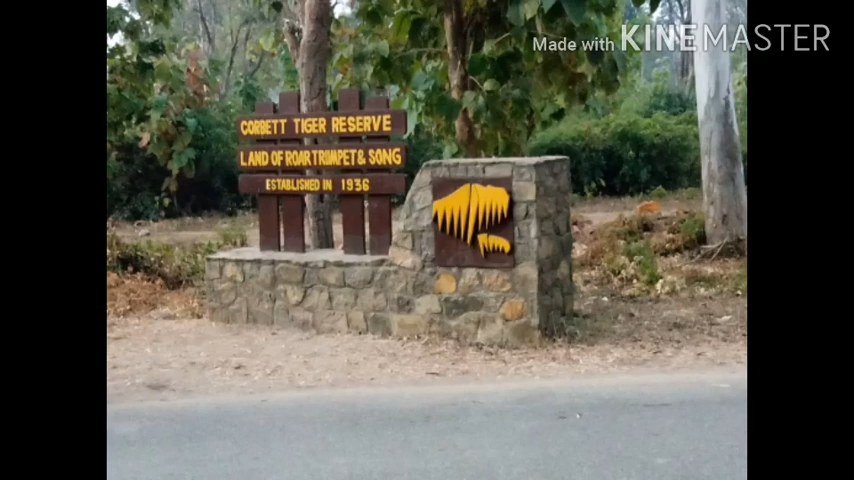 Made with KINEMASTER
CORBETT TIGER RESERVE
LAND OF ROAR TRUMPET & SONG
ESTABLISHED IN 1936